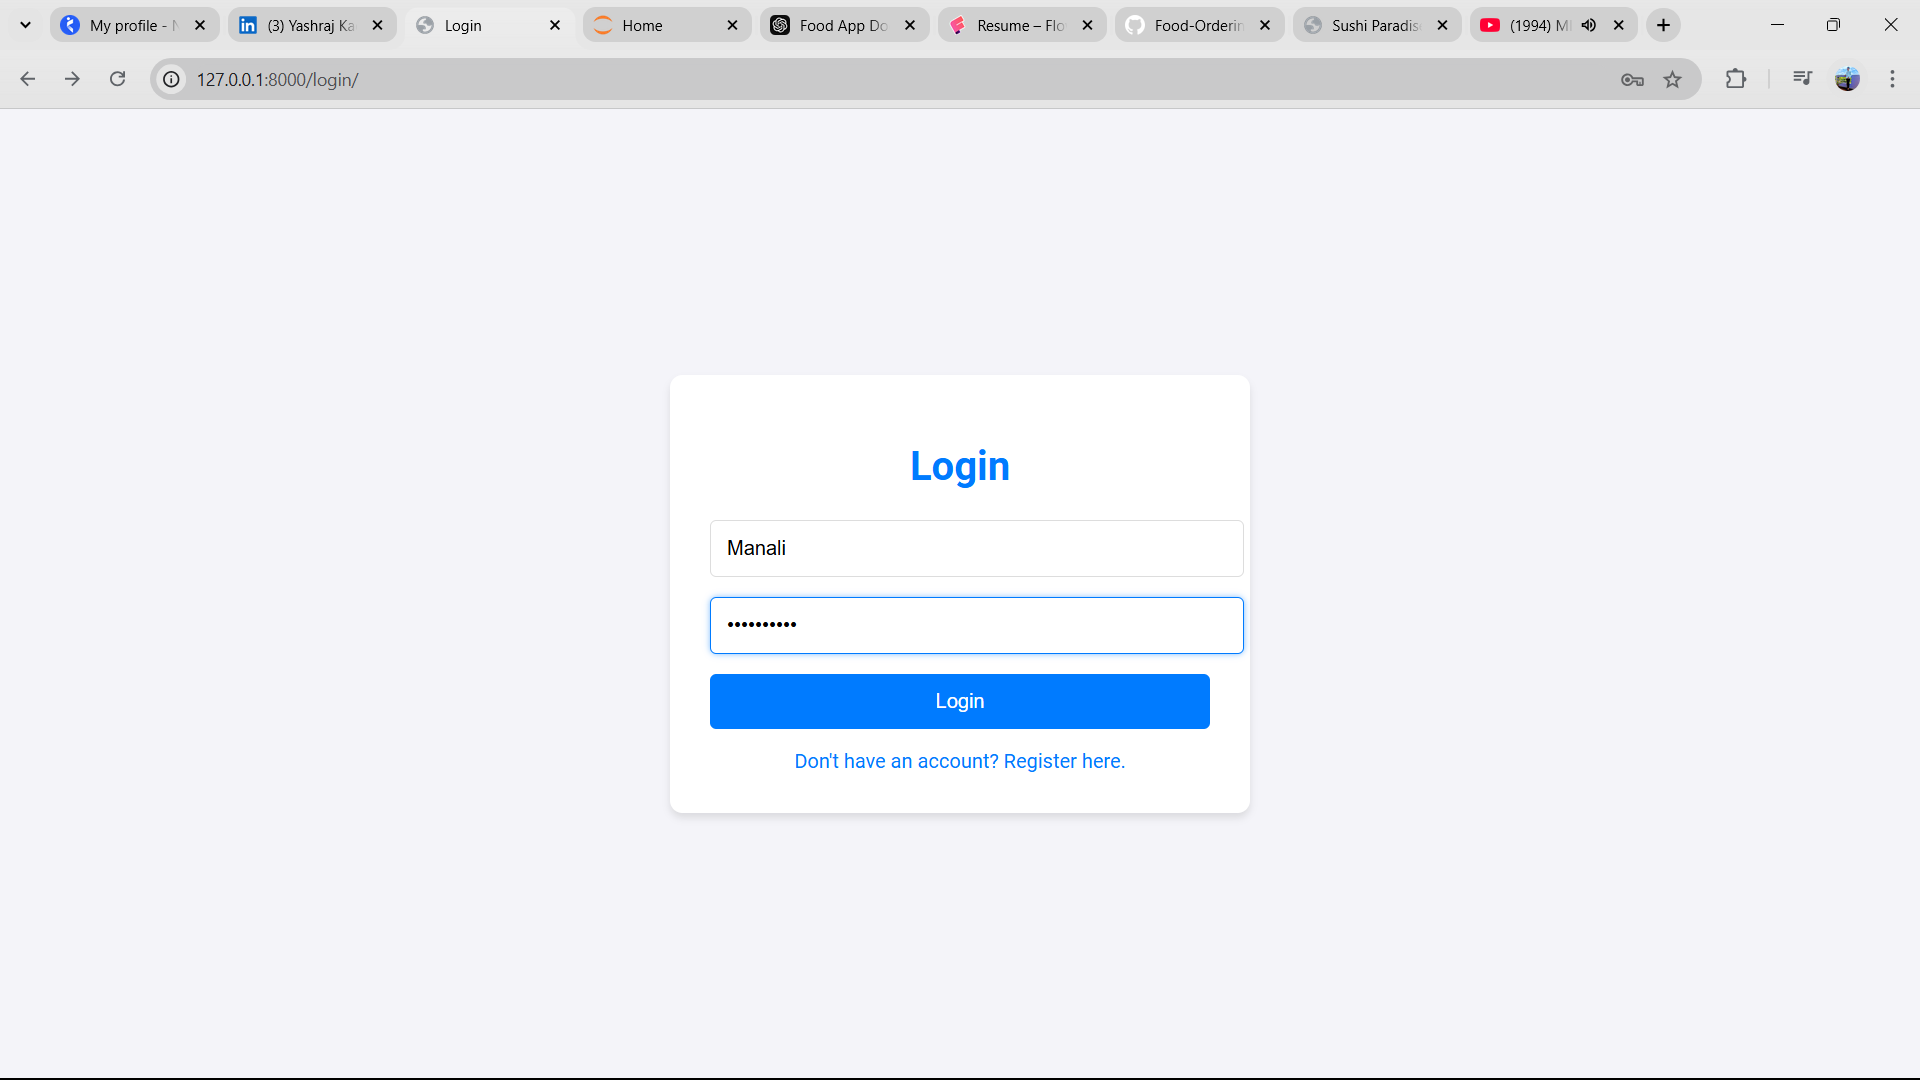 My profile - N
(3) Yashraj Ka
Login
Home
Food App Do
Resume – Flo
Food-Orderin
Sushi Paradise
(1994) M
127.0.0.1:8000/login/
Login
Manali
••••••••••
Login
Don't have an account? Register here.